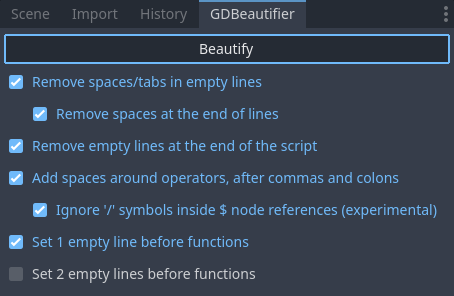 Scene Import History GDBeautifier
Beautify
Remove spaces/tabs in empty lines
Remove spaces at the end of lines
Remove empty lines at the end of the script
Add spaces around operators, after commas and colons
Ignore '/' symbols inside $ node references (experimental)
Set 1 empty line before functions
Set 2 empty lines before functions